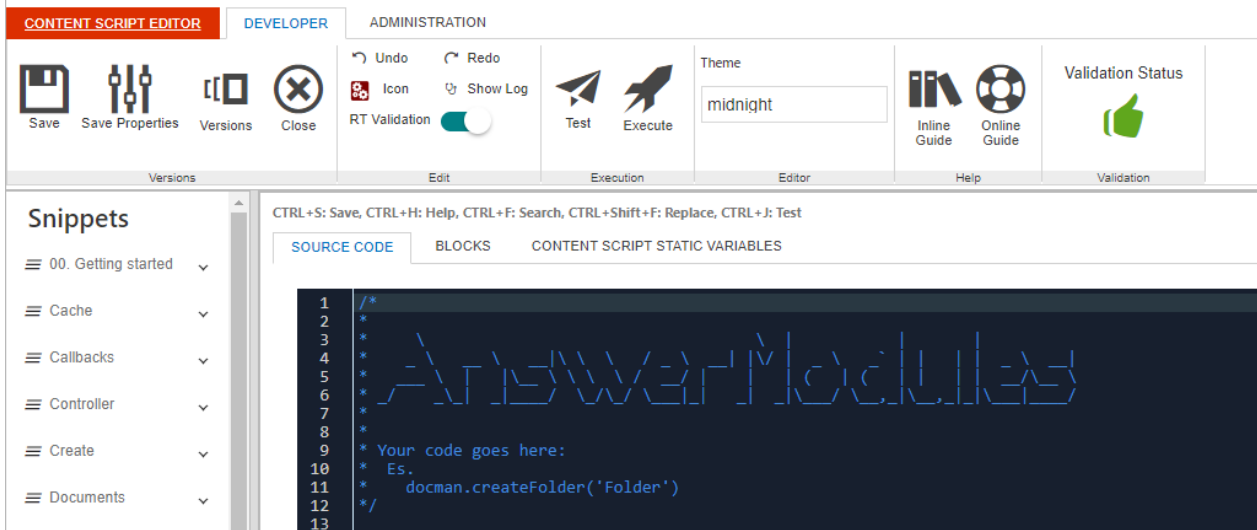 CONTENT SCRIPT EDITOR DEVELOPER ADMINISTRATION
Undo Redo
Icon Show Log
RT Validation
Save Save Properties Versions Close
Test Execute
Theme
midnight
Inline Guide
Online Guide
Validation Status
Versions Edit Execution Editor Help Validation
Snippets
00. Getting started
Cache
Callbacks
Controller
Create
Documents
CTRL+S: Save, CTRL+H: Help, CTRL+F: Search, CTRL+Shift+F: Replace, CTRL+J: Test
SOURCE CODE BLOCKS CONTENT SCRIPT STATIC VARIABLES
1 /*
2 *
3 *
4 *
5 *
6 *
7 *
AnswerModules
8 *
9 * Your code goes here:
10 * Es.
11 * docman.createFolder('Folder')
12 */
13